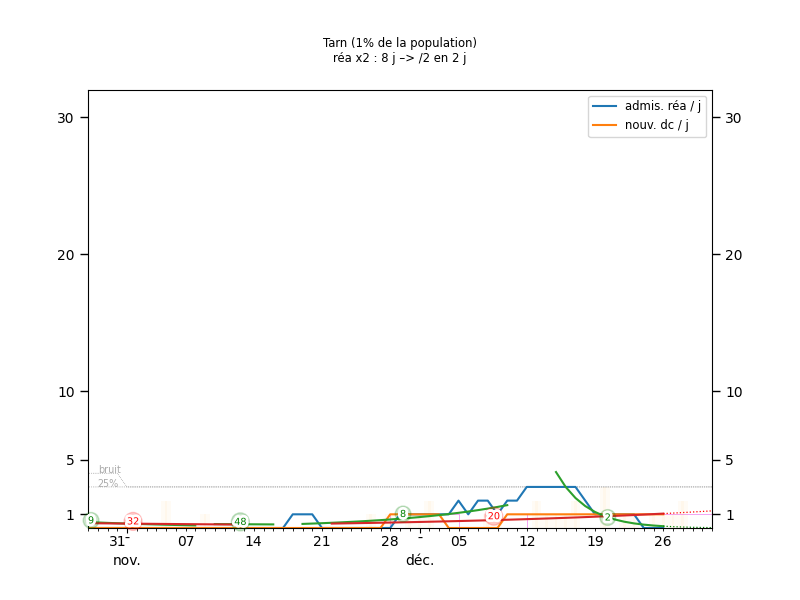 Tarn (1% de la population)
réa x2 : 8 j –> /2 en 2 j
admis. réa / j
nouv. dc / j
30 30
20 20
10 10
5 5
1 1
bruit
25%
9 32 48 8 20 2
31 07 14 21 28 05 12 19 26
nov. déc.